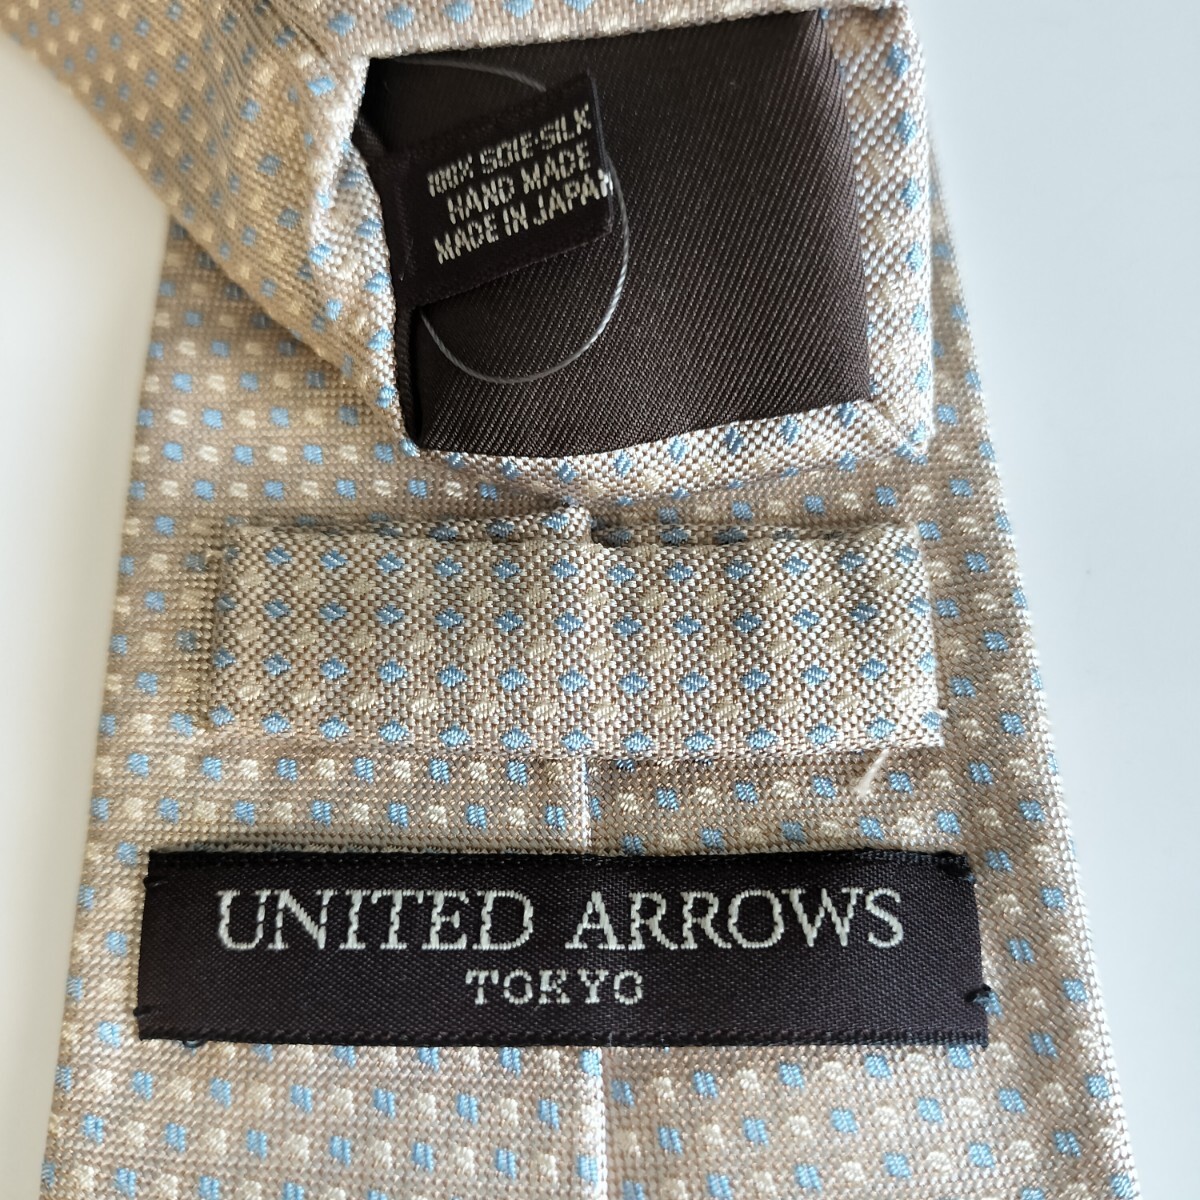 100% SOIE-SILK
HAND MADE
MADE IN JAPAN
UNITED ARROWS
TOKYO